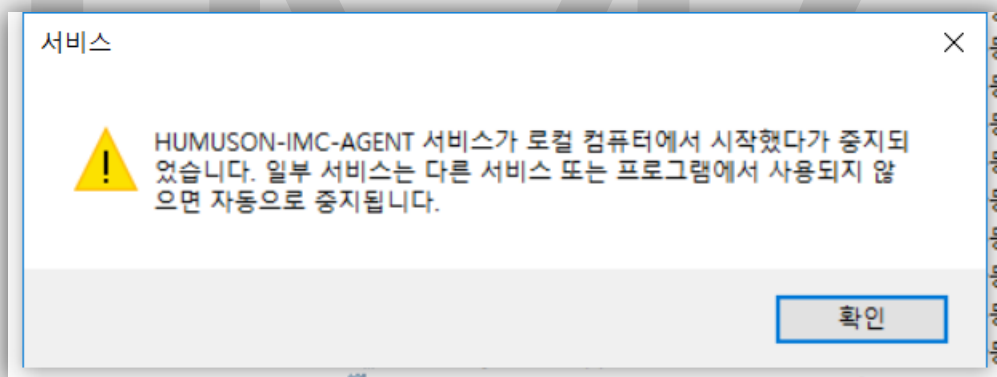 서비스
HUMUSON-IMC-AGENT 서비스가 로컬 컴퓨터에서 시작했다가 중지되
었습니다. 일부 서비스는 다른 서비스 또는 프로그램에서 사용되지 않
으면 자동으로 중지됩니다.
확인